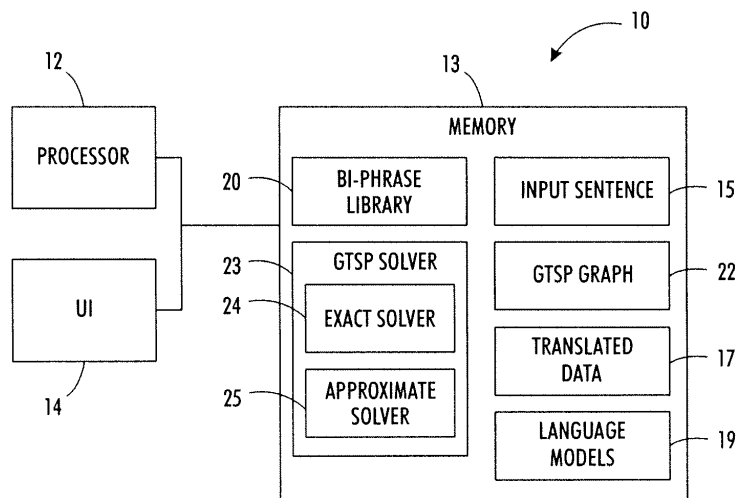 10
12
13
PROCESSOR
MEMORY
20
BI-PHRASE
LIBRARY
INPUT SENTENCE
15
23
GTSP SOLVER
GTSP GRAPH
22
UI
24
EXACT SOLVER
TRANSLATED
DATA
17
14
25
APPROXIMATE
SOLVER
LANGUAGE
MODELS
19